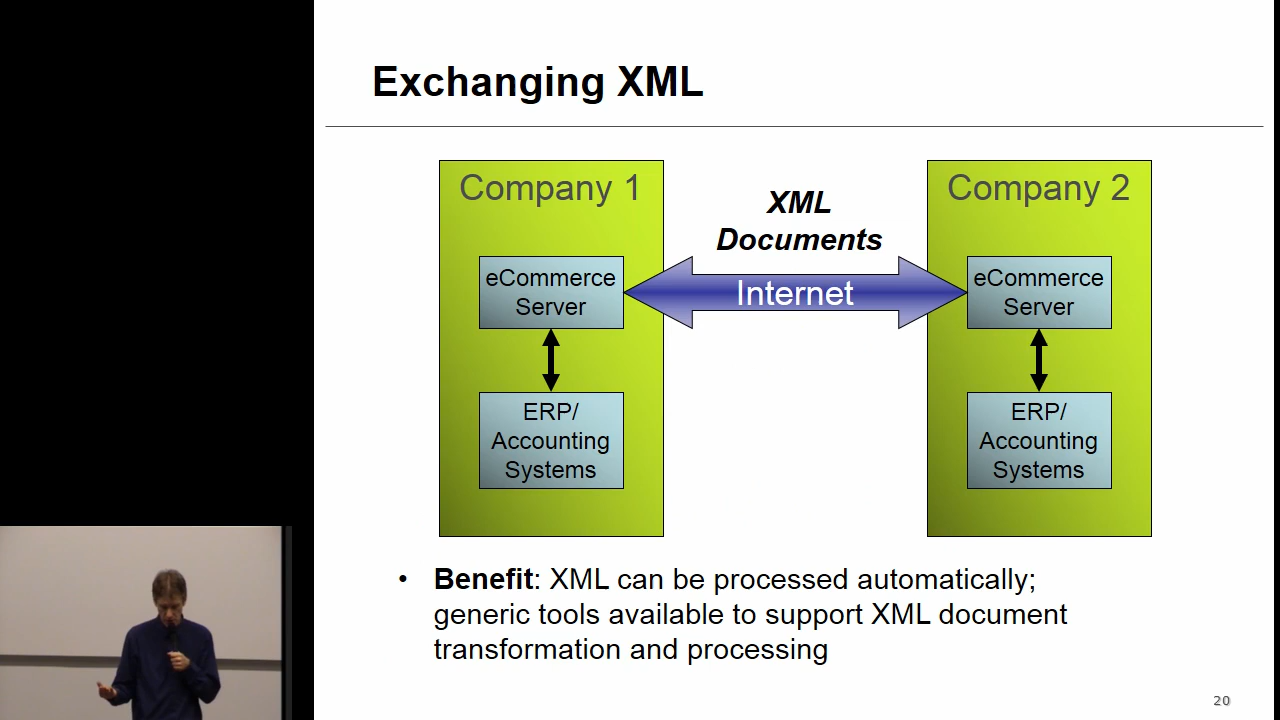 Exchanging XML
Company 1
Company 2
XML
Documents
eCommerce
Server
Internet
eCommerce
Server
ERP/
Accounting
Systems
ERP/
Accounting
Systems
• Benefit: XML can be processed automatically;
generic tools available to support XML document
transformation and processing
20